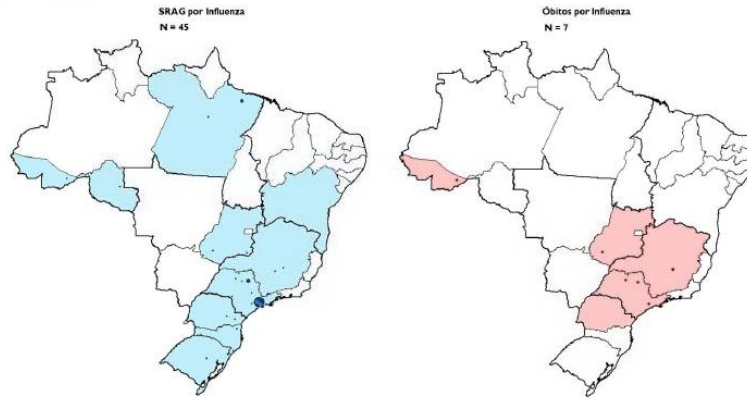 SRAG por Influenza
N = 45
Óbitos por Influenza
N = 7